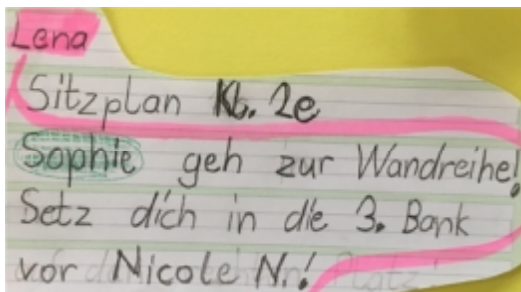 Lena
Sitzplan Kl. 2e
Sophie geh zur Wandreihe!
Setz dich in die 3. Bank
vor Nicole N.!